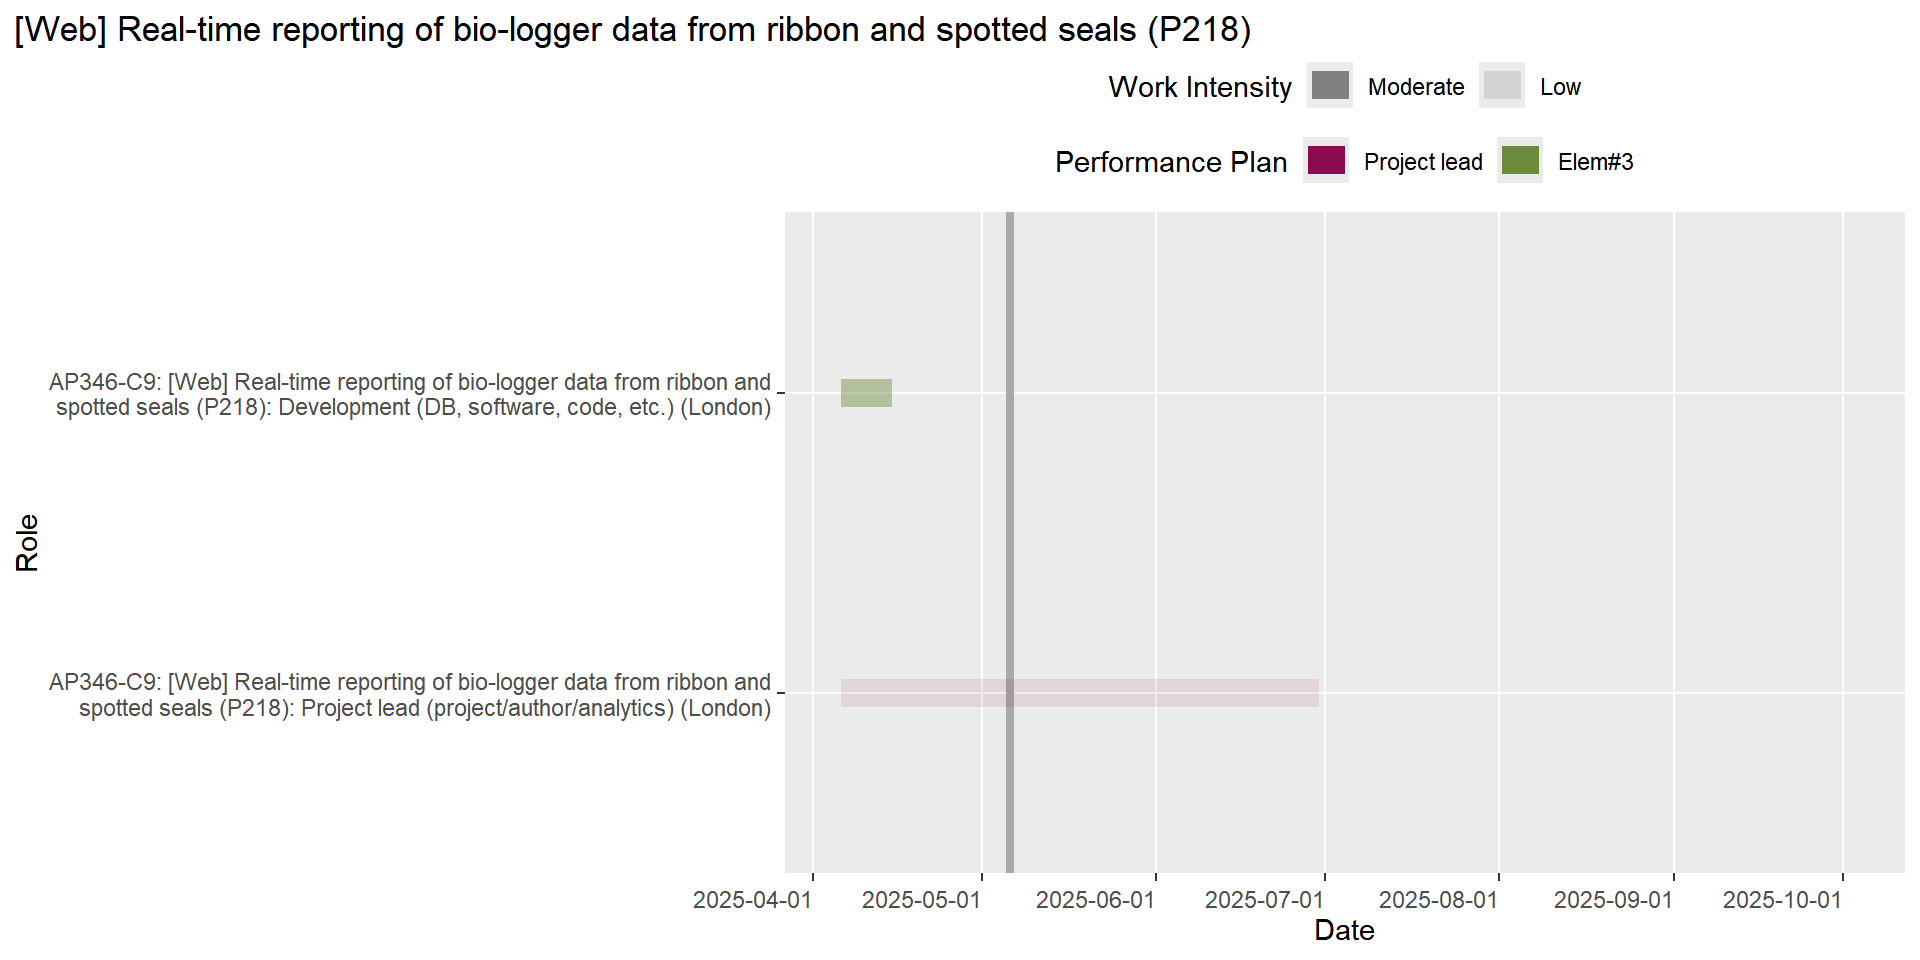 [Web] Real-time reporting of bio-logger data from ribbon and spotted seals (P218)
Work Intensity Moderate Low
Performance Plan Project lead Elem#3
AP346-C9: [Web] Real-time reporting of bio-logger data from ribbon and
spotted seals (P218): Development (DB, software, code, etc.) (London)
Role
AP346-C9: [Web] Real-time reporting of bio-logger data from ribbon and
spotted seals (P218): Project lead (project/author/analytics) (London)
2025-04-01 2025-05-01 2025-06-01 2025-07-01 2025-08-01 2025-09-01 2025-10-01
Date